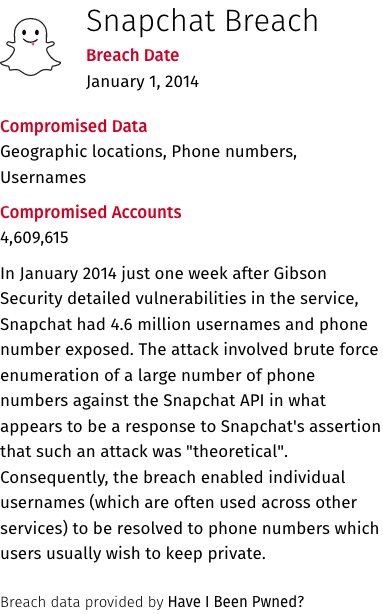 Snapchat Breach
Breach Date
January 1, 2014
Compromised Data
Geographic locations, Phone numbers,
Usernames
Compromised Accounts
4,609,615
In January 2014 just one week after Gibson
Security detailed vulnerabilities in the service,
Snapchat had 4.6 million usernames and phone
number exposed. The attack involved brute force
enumeration of a large number of phone
numbers against the Snapchat API in what
appears to be a response to Snapchat's assertion
that such an attack was "theoretical".
Consequently, the breach enabled individual
usernames (which are often used across other
services) to be resolved to phone numbers which
users usually wish to keep private.
Breach data provided by Have I Been Pwned?